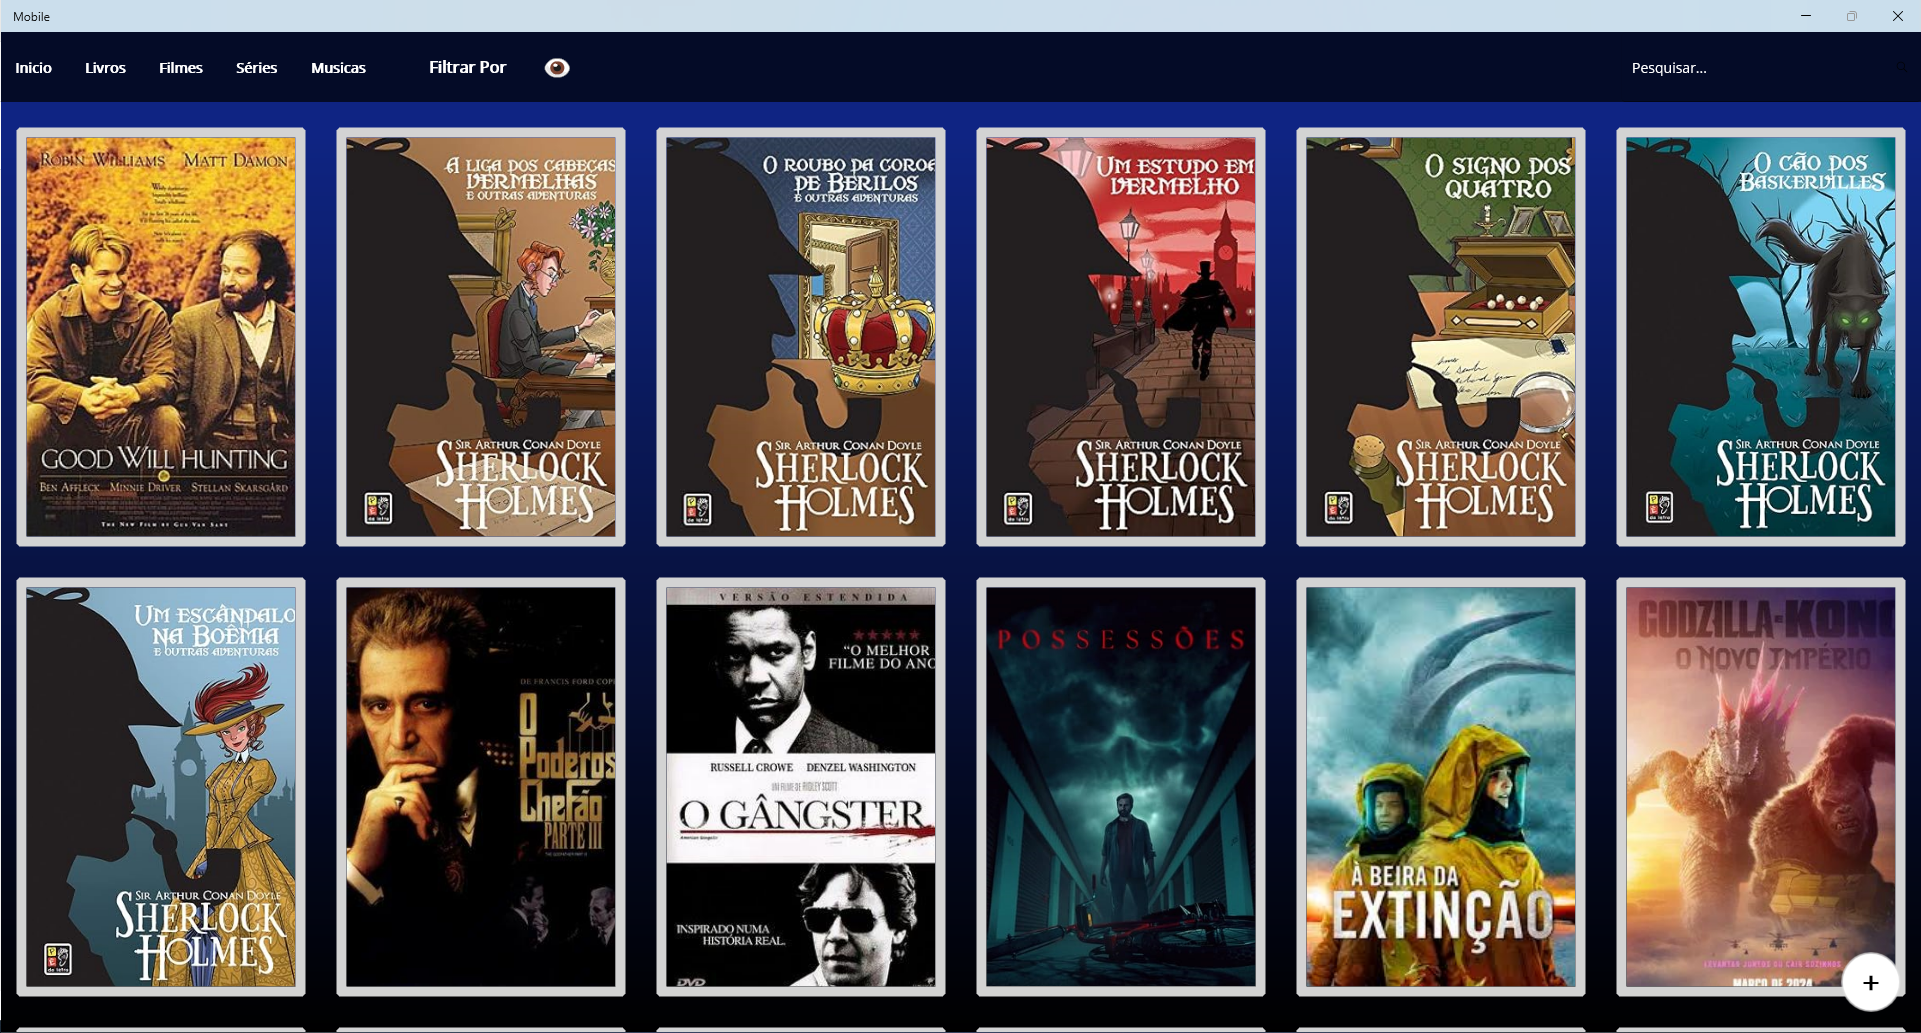 Mobile
Inicio Livros Filmes Séries Musicas Filtrar Por Pesquisar...
ROBIN WILLIAMS MATT DAMON
GOOD WILL HUNTING
BEN AFFLECK MINNIE DRIVER STELLAN SKARSGÅRD
THE NEW FILM BY GUS VAN SANT
A LIGA DOS CABEÇAS
VERMELHAS
E OUTRAS AVENTURAS
SIR ARTHUR CONAN DOYLE
SHERLOCK
HOLMES
O ROUBO DA COROA
DE BERILOS
E OUTRAS AVENTURAS
SIR ARTHUR CONAN DOYLE
SHERLOCK
HOLMES
UM ESTUDO EM
VERMELHO
SIR ARTHUR CONAN DOYLE
SHERLOCK
HOLMES
O SIGNO DOS
QUATRO
SIR ARTHUR CONAN DOYLE
SHERLOCK
HOLMES
O CÃO DOS
BASKERVILLES
SIR ARTHUR CONAN DOYLE
SHERLOCK
HOLMES
UM ESCÂNDALO
NA BOÊMIA
E OUTRAS AVENTURAS
SIR ARTHUR CONAN DOYLE
SHERLOCK
HOLMES
DE FRANCIS FORD COP
O
Poderos
Chefão
PARTE III
VERSÃO ESTENDIDA
"O MELHOR
FILME DO ANO
RUSSELL CROWE DENZEL WASHINGTON
UM FILME DE RIDLEY SCOTT
O GÂNGSTER
American Gangster
INSPIRADO NUMA
HISTÓRIA REAL.
DVD
POSSESSÕES
À BEIRA DA
EXTINÇÃO
GODZILLA E KONG
O NOVO IMPÉRIO
LEVANTAR JUNTOS OU CAIR SOZINHOS
MARÇO DE 2024
+